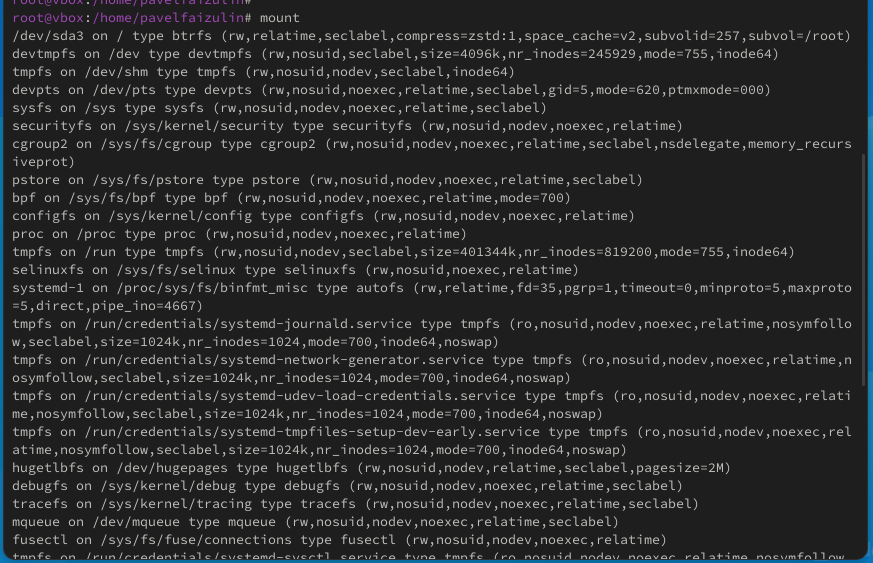 root@vbox:/home/pavelfaizulin#
root@vbox:/home/pavelfaizulin# mount
/dev/sda3 on / type btrfs (rw,relatime,seclabel,compress=zstd:1,space_cache=v2,subvolid=257,subvol=/root)
devtmpfs on /dev type devtmpfs (rw,nosuid,seclabel,size=4096k,nr_inodes=245929,mode=755,inode64)
tmpfs on /dev/shm type tmpfs (rw,nosuid,nodev,seclabel,inode64)
devpts on /dev/pts type devpts (rw,nosuid,noexec,relatime,seclabel,gid=5,mode=620,ptmxmode=000)
sysfs on /sys type sysfs (rw,nosuid,nodev,noexec,relatime,seclabel)
securityfs on /sys/kernel/security type securityfs (rw,nosuid,nodev,noexec,relatime)
cgroup2 on /sys/fs/cgroup type cgroup2 (rw,nosuid,nodev,noexec,relatime,seclabel,nsdelegate,memory_recurs
iveprot)
pstore on /sys/fs/pstore type pstore (rw,nosuid,nodev,noexec,relatime,seclabel)
bpf on /sys/fs/bpf type bpf (rw,nosuid,nodev,noexec,relatime,mode=700)
configfs on /sys/kernel/config type configfs (rw,nosuid,nodev,noexec,relatime)
proc on /proc type proc (rw,nosuid,nodev,noexec,relatime)
tmpfs on /run type tmpfs (rw,nosuid,nodev,seclabel,size=401344k,nr_inodes=819200,mode=755,inode64)
selinuxfs on /sys/fs/selinux type selinuxfs (rw,nosuid,noexec,relatime)
systemd-1 on /proc/sys/fs/binfmt_misc type autofs (rw,relatime,fd=35,pgrp=1,timeout=0,minproto=5,maxproto
=5,direct,pipe_ino=4667)
tmpfs on /run/credentials/systemd-journald.service type tmpfs (ro,nosuid,nodev,noexec,relatime,nosymfollo
w,seclabel,size=1024k,nr_inodes=1024,mode=700,inode64,noswap)
tmpfs on /run/credentials/systemd-network-generator.service type tmpfs (ro,nosuid,nodev,noexec,relatime,n
osymfollow,seclabel,size=1024k,nr_inodes=1024,mode=700,inode64,noswap)
tmpfs on /run/credentials/systemd-udev-load-credentials.service type tmpfs (ro,nosuid,nodev,noexec,relati
me,nosymfollow,seclabel,size=1024k,nr_inodes=1024,mode=700,inode64,noswap)
tmpfs on /run/credentials/systemd-tmpfiles-setup-dev-early.service type tmpfs (ro,nosuid,nodev,noexec,rel
atime,nosymfollow,seclabel,size=1024k,nr_inodes=1024,mode=700,inode64,noswap)
hugetlbfs on /dev/hugepages type hugetlbfs (rw,nosuid,nodev,relatime,seclabel,pagesize=2M)
debugfs on /sys/kernel/debug type debugfs (rw,nosuid,nodev,noexec,relatime,seclabel)
tracefs on /sys/kernel/tracing type tracefs (rw,nosuid,nodev,noexec,relatime,seclabel)
mqueue on /dev/mqueue type mqueue (rw,nosuid,nodev,noexec,relatime,seclabel)
fusectl on /sys/fs/fuse/connections type fusectl (rw,nosuid,nodev,noexec,relatime)
tmpfs on /run/credentials/systemd-sysctl.service type tmpfs (ro,nosuid,nodev,noexec,relatime,nosymfollow